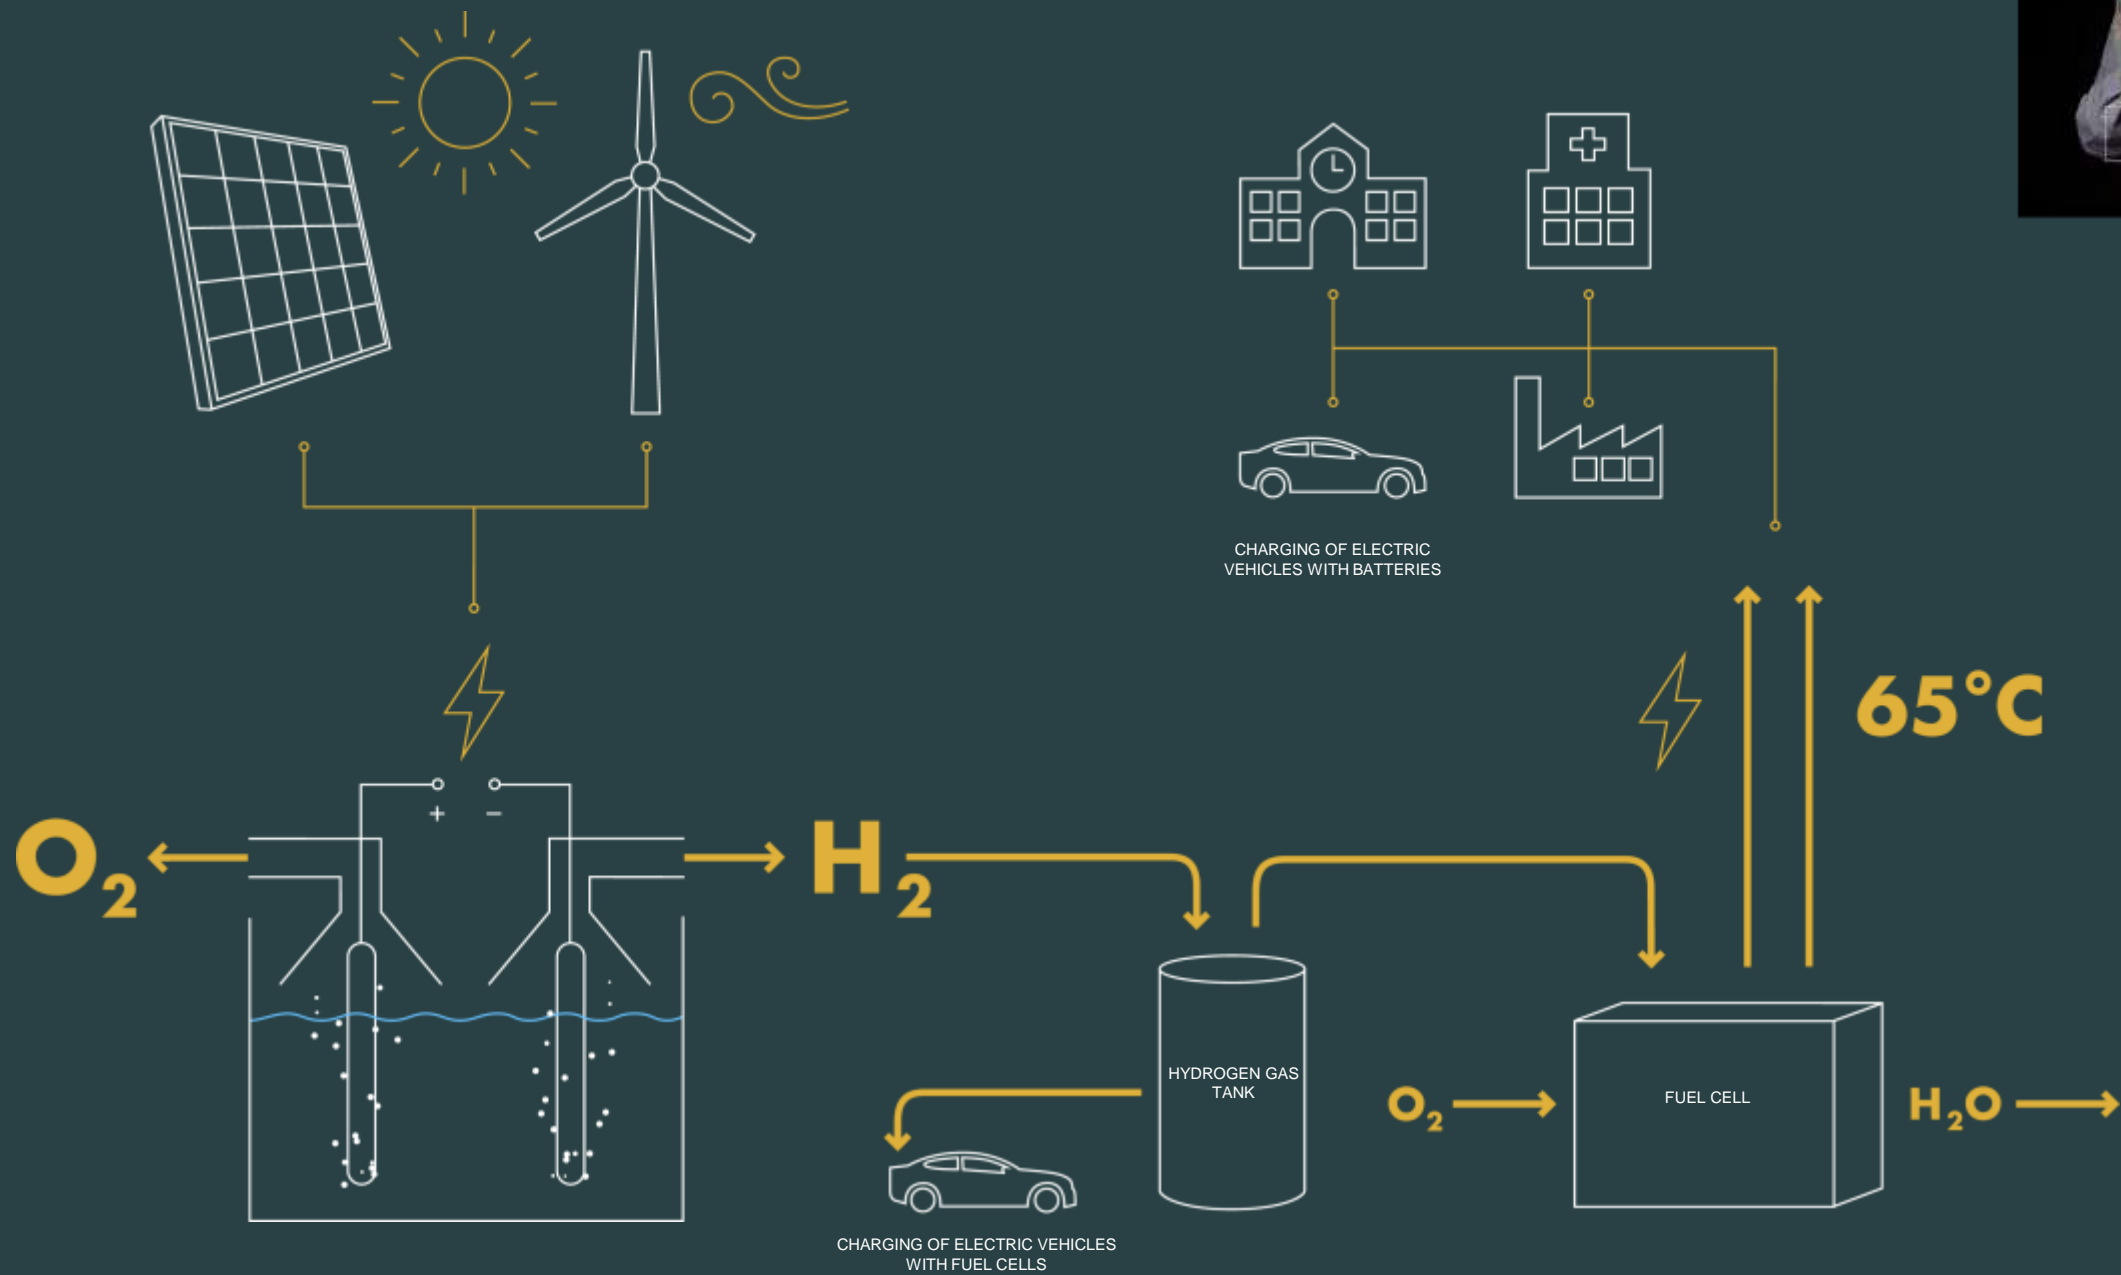 CHARGING OF ELECTRIC
VEHICLES WITH BATTERIES
65°C
+ −
O₂
H₂
HYDROGEN GAS
TANK
O₂
FUEL CELL
H₂O
CHARGING OF ELECTRIC VEHICLES
WITH FUEL CELLS